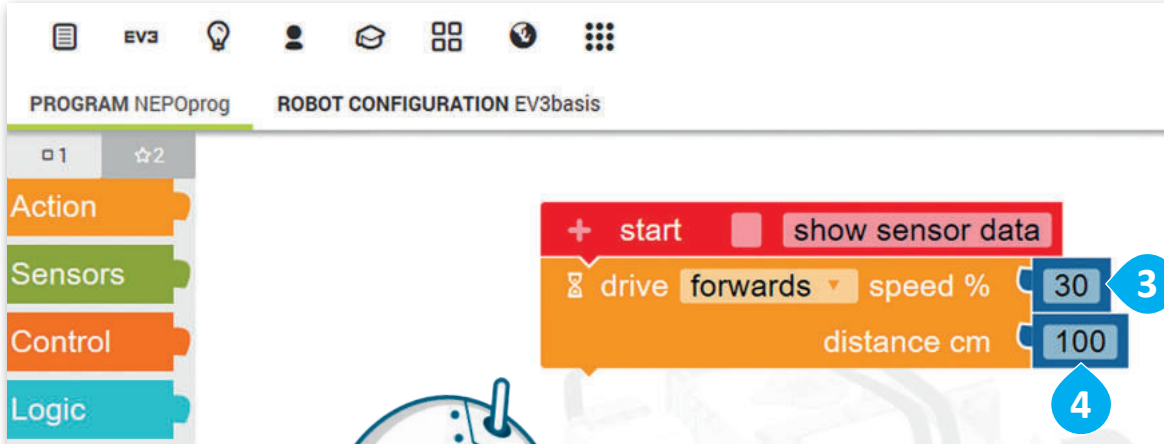 EV3
PROGRAM NEPOprog ROBOT CONFIGURATION EV3basis
1 2
Action
Sensors
Control
Logic
+ start show sensor data
drive forwards speed % 30 3
distance cm 100
4